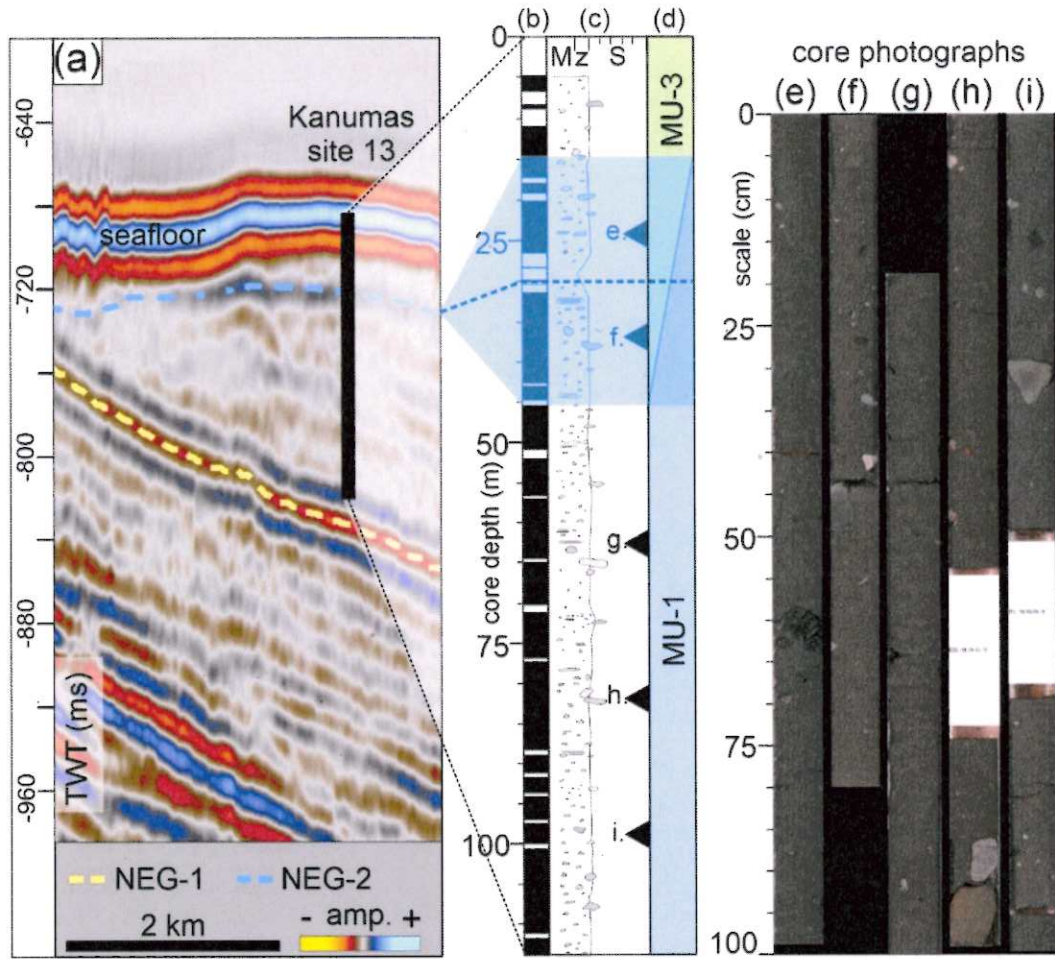 (a)
Kanumas
site 13
seafloor
-640
-720
-800
-880
-960
TWT (ms)
NEG-1
NEG-2
2 km
- amp. +
(b)
(c)
(d)
Mz
S
0
25
50
75
100
core depth (m)
e.
f.
g.
h.
i.
MU-3
MU-1
core photographs
(e)
(f)
(g)
(h)
(i)
0
25
50
75
100
scale (cm)